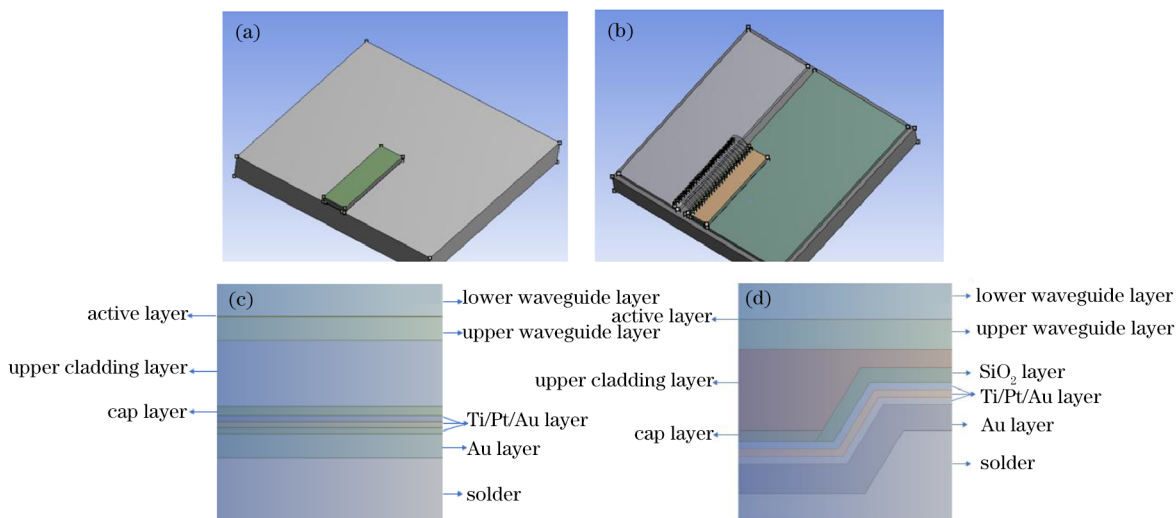 (a)
(b)
(c)
active layer
lower waveguide layer
upper waveguide layer
upper cladding layer
cap layer
Ti/Pt/Au layer
Au layer
solder
(d)
active layer
lower waveguide layer
upper waveguide layer
upper cladding layer
SiO₂ layer
Ti/Pt/Au layer
cap layer
Au layer
solder